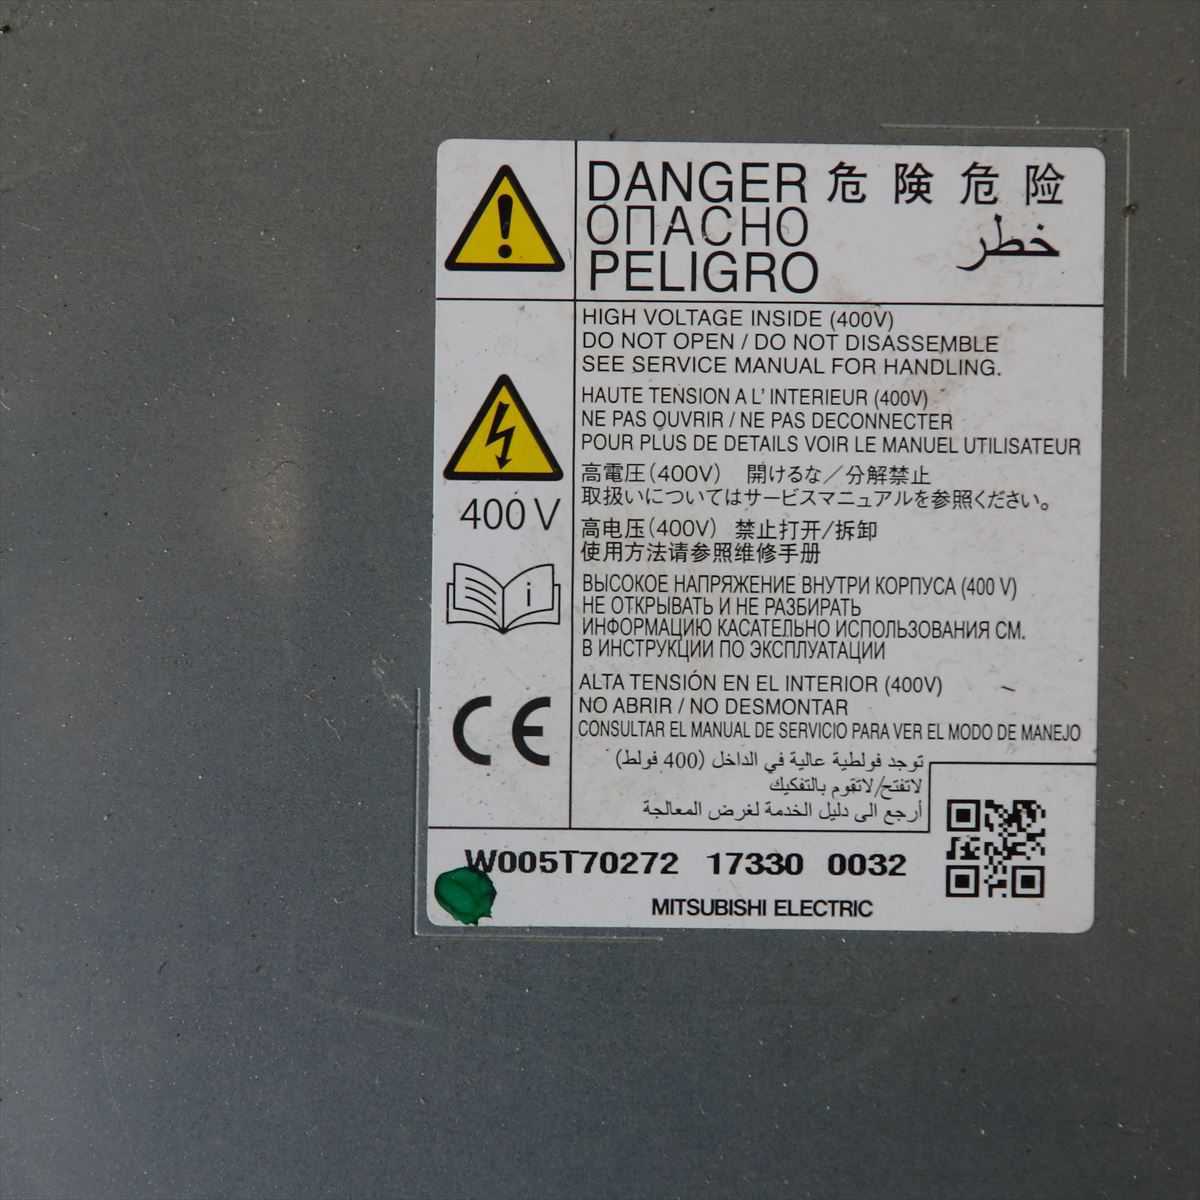 DANGER 危険 危险
ОПАСНО خطر
PELIGRO
HIGH VOLTAGE INSIDE (400V)
DO NOT OPEN / DO NOT DISASSEMBLE
SEE SERVICE MANUAL FOR HANDLING.
HAUTE TENSION A L' INTERIEUR (400V)
NE PAS OUVRIR / NE PAS DECONNECTER
POUR PLUS DE DETAILS VOIR LE MANUEL UTILISATEUR
高電圧(400V) 開けるな／分解禁止
取扱いについてはサービスマニュアルを参照ください。
400 V
高电压(400V) 禁止打开/拆卸
使用方法请参照维修手册
i
ВЫСОКОЕ НАПРЯЖЕНИЕ ВНУТРИ КОРПУСА (400 V)
НЕ ОТКРЫВАТЬ И НЕ РАЗБИРАТЬ
ИНФОРМАЦИЮ КАСАТЕЛЬНО ИСПОЛЬЗОВАНИЯ СМ.
В ИНСТРУКЦИИ ПО ЭКСПЛУАТАЦИИ
ALTA TENSIÓN EN EL INTERIOR (400V)
NO ABRIR / NO DESMONTAR
CONSULTAR EL MANUAL DE SERVICIO PARA VER EL MODO DE MANEJO
CE
توجد فولطية عالية في الداخل (400 فولط)
لاتفتح/لاتقوم بالتفكيك
أرجع الى دليل الخدمة لغرض المعالجة
W005T70272 17330 0032
MITSUBISHI ELECTRIC